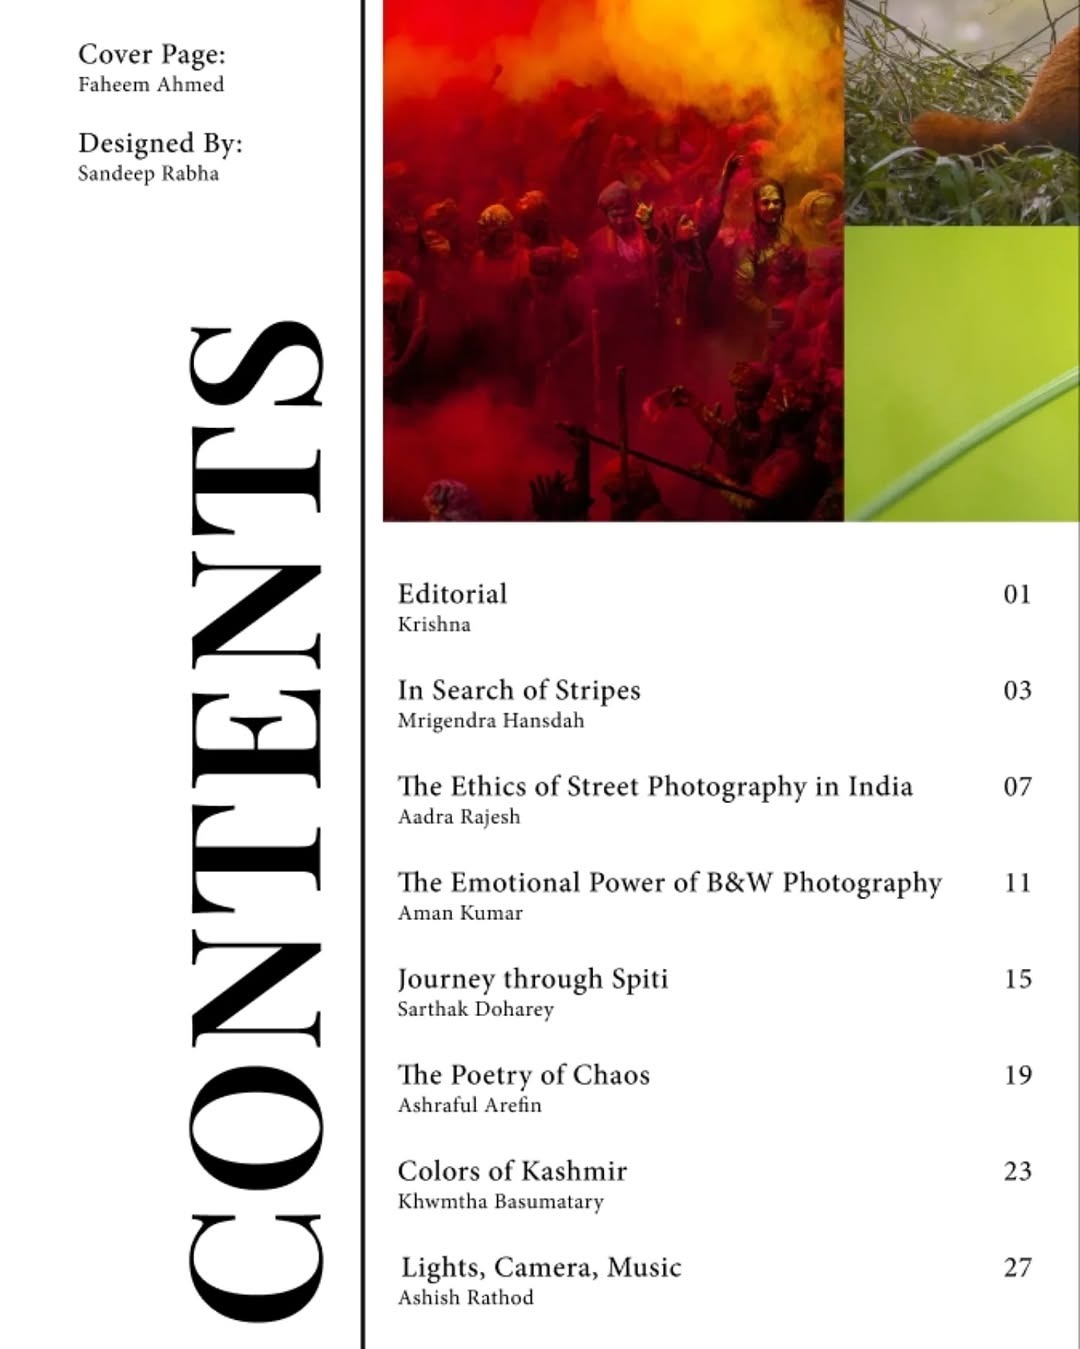 Cover Page:
Faheem Ahmed
Designed By:
Sandeep Rabha
CONTENTS
Editorial 01
Krishna
In Search of Stripes 03
Mrigendra Hansdah
The Ethics of Street Photography in India 07
Aadra Rajesh
The Emotional Power of B&W Photography 11
Aman Kumar
Journey through Spiti 15
Sarthak Doharey
The Poetry of Chaos 19
Ashraful Arefin
Colors of Kashmir 23
Khwmtha Basumatary
Lights, Camera, Music 27
Ashish Rathod